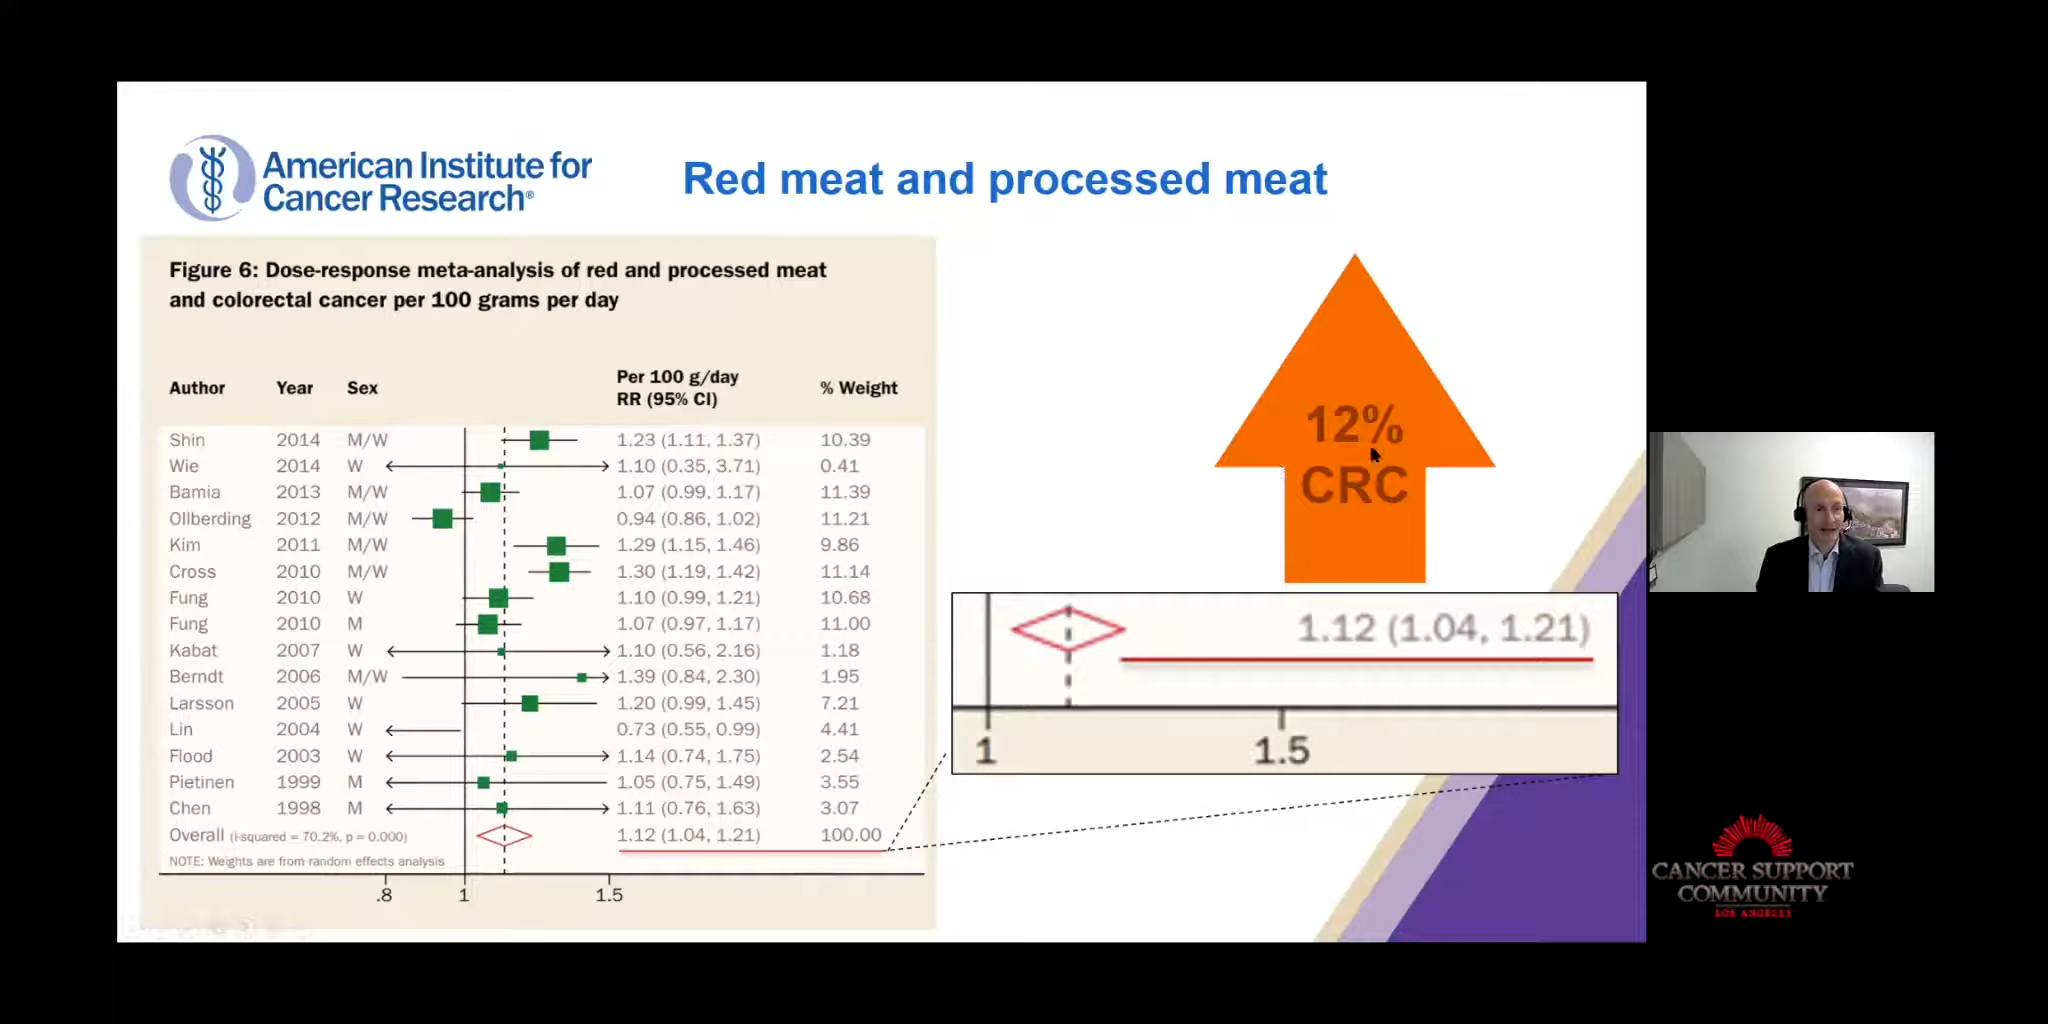 American Institute for
Cancer Research®
Red meat and processed meat
Figure 6: Dose-response meta-analysis of red and processed meat
and colorectal cancer per 100 grams per day
Author Year Sex Per 100 g/day RR (95% CI) % Weight
Shin 2014 M/W 1.23 (1.11, 1.37) 10.39
Wie 2014 W 1.10 (0.35, 3.71) 0.41
Bamia 2013 M/W 1.07 (0.99, 1.17) 11.39
Ollberding 2012 M/W 0.94 (0.86, 1.02) 11.21
Kim 2011 M/W 1.29 (1.15, 1.46) 9.86
Cross 2010 M/W 1.30 (1.19, 1.42) 11.14
Fung 2010 W 1.10 (0.99, 1.21) 10.68
Fung 2010 M 1.07 (0.97, 1.17) 11.00
Kabat 2007 W 1.10 (0.56, 2.16) 1.18
Berndt 2006 M/W 1.39 (0.84, 2.30) 1.95
Larsson 2005 W 1.20 (0.99, 1.45) 7.21
Lin 2004 W 0.73 (0.55, 0.99) 4.41
Flood 2003 W 1.14 (0.74, 1.75) 2.54
Pietinen 1999 M 1.05 (0.75, 1.49) 3.55
Chen 1998 M 1.11 (0.76, 1.63) 3.07
Overall (I-squared = 70.2%, p = 0.000) 1.12 (1.04, 1.21) 100.00
NOTE: Weights are from random effects analysis
.8 1 1.5
12%
CRC
1.12 (1.04, 1.21)
1 1.5
CANCER SUPPORT
COMMUNITY
LOS ANGELES